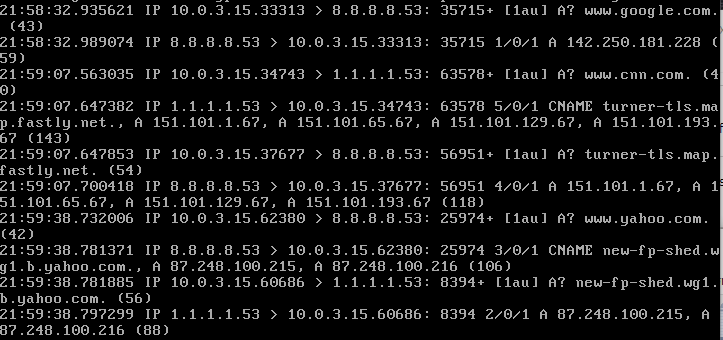 21:58:32.935621 IP 10.0.3.15.33313 > 8.8.8.8.53: 35715+ [1au] A? www.google.com.
 (43)
21:58:32.989074 IP 8.8.8.8.53 > 10.0.3.15.33313: 35715 1/0/1 A 142.250.181.228 (
59)
21:59:07.563035 IP 10.0.3.15.34743 > 1.1.1.1.53: 63578+ [1au] A? www.cnn.com. (4
0)
21:59:07.647382 IP 1.1.1.1.53 > 10.0.3.15.34743: 63578 5/0/1 CNAME turner-tls.ma
p.fastly.net., A 151.101.1.67, A 151.101.65.67, A 151.101.129.67, A 151.101.193.
67 (143)
21:59:07.647853 IP 10.0.3.15.37677 > 8.8.8.8.53: 56951+ [1au] A? turner-tls.map.
fastly.net. (54)
21:59:07.700418 IP 8.8.8.8.53 > 10.0.3.15.37677: 56951 4/0/1 A 151.101.1.67, A 1
51.101.65.67, A 151.101.129.67, A 151.101.193.67 (118)
21:59:38.732006 IP 10.0.3.15.62380 > 8.8.8.8.53: 25974+ [1au] A? www.yahoo.com.
(42)
21:59:38.781371 IP 8.8.8.8.53 > 10.0.3.15.62380: 25974 3/0/1 CNAME new-fp-shed.w
g1.b.yahoo.com., A 87.248.100.215, A 87.248.100.216 (106)
21:59:38.781885 IP 10.0.3.15.60686 > 1.1.1.1.53: 8394+ [1au] A? new-fp-shed.wg1.
b.yahoo.com. (56)
21:59:38.797299 IP 1.1.1.1.53 > 10.0.3.15.60686: 8394 2/0/1 A 87.248.100.215, A
87.248.100.216 (88)